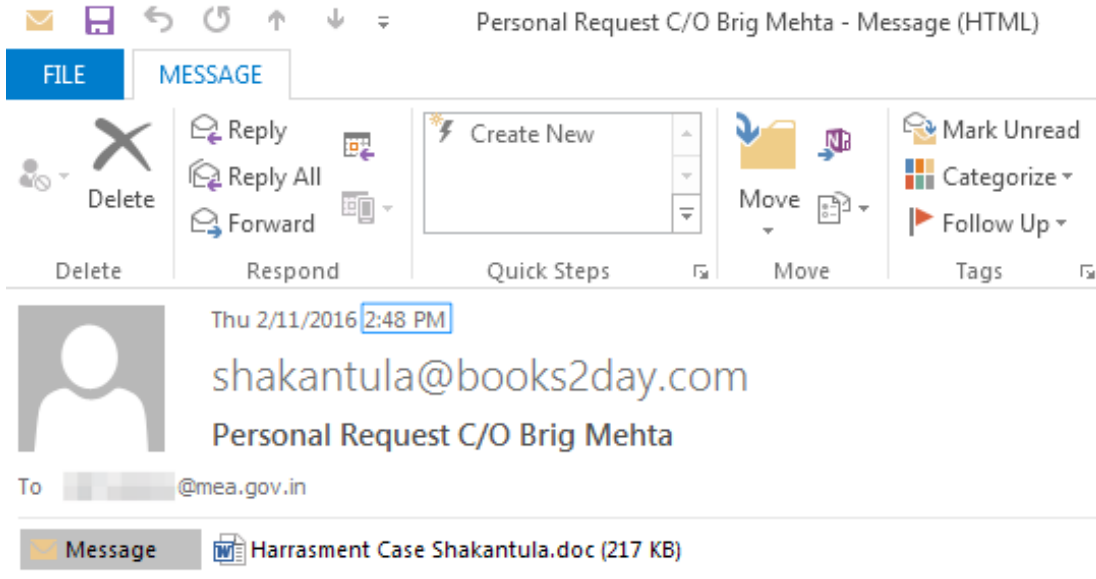 Personal Request C/O Brig Mehta - Message (HTML)
FILE MESSAGE
Delete
Reply
Reply All
Forward
Create New
Move
Mark Unread
Categorize
Follow Up
Delete Respond Quick Steps Move Tags
Thu 2/11/2016 2:48 PM
shakantula@books2day.com
Personal Request C/O Brig Mehta
To @mea.gov.in
Message Harrasment Case Shakantula.doc (217 KB)